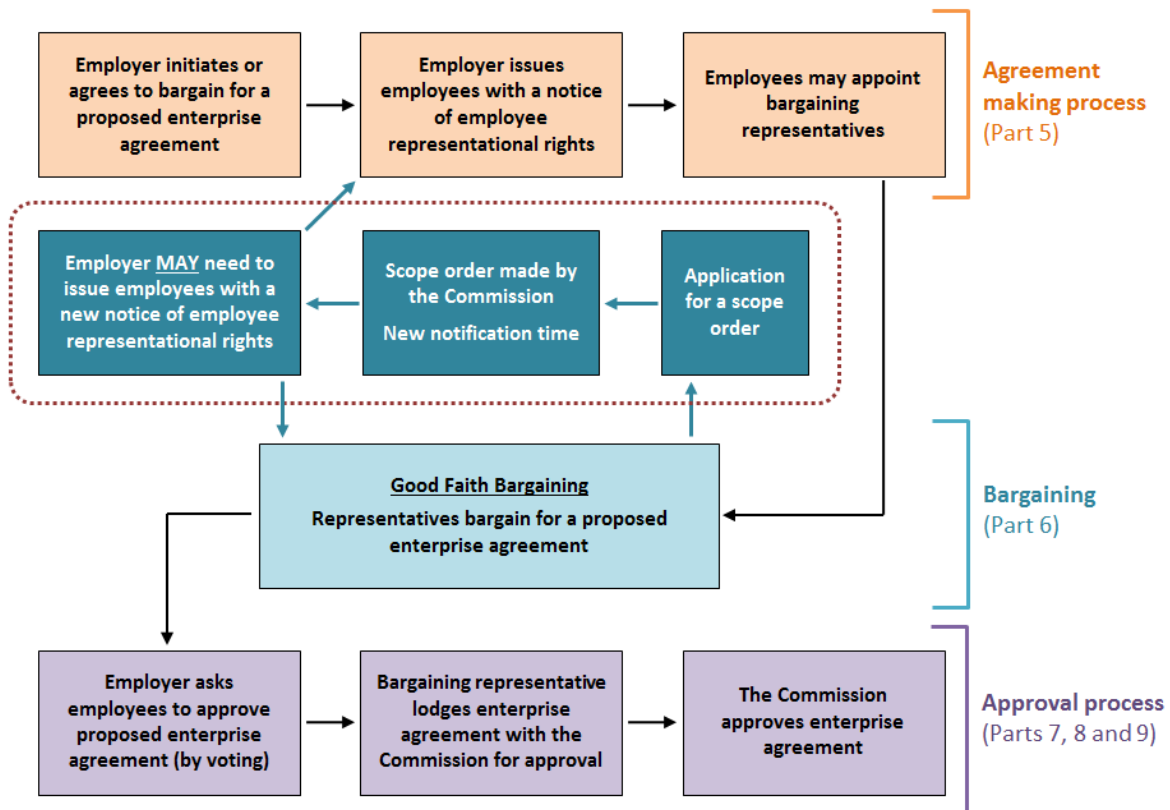 Employer initiates or
agrees to bargain for a
proposed enterprise
agreement
Employer issues
employees with a notice
of employee
representational rights
Employees may appoint
bargaining
representatives
Agreement
making process
(Part 5)
Employer MAY need to
issue employees with a
new notice of employee
representational rights
Scope order made by
the Commission
New notification time
Application
for a scope
order
Good Faith Bargaining
Representatives bargain for a proposed
enterprise agreement
Bargaining
(Part 6)
Employer asks
employees to approve
proposed enterprise
agreement (by voting)
Bargaining representative
lodges enterprise
agreement with the
Commission for approval
The Commission
approves enterprise
agreement
Approval process
(Parts 7, 8 and 9)